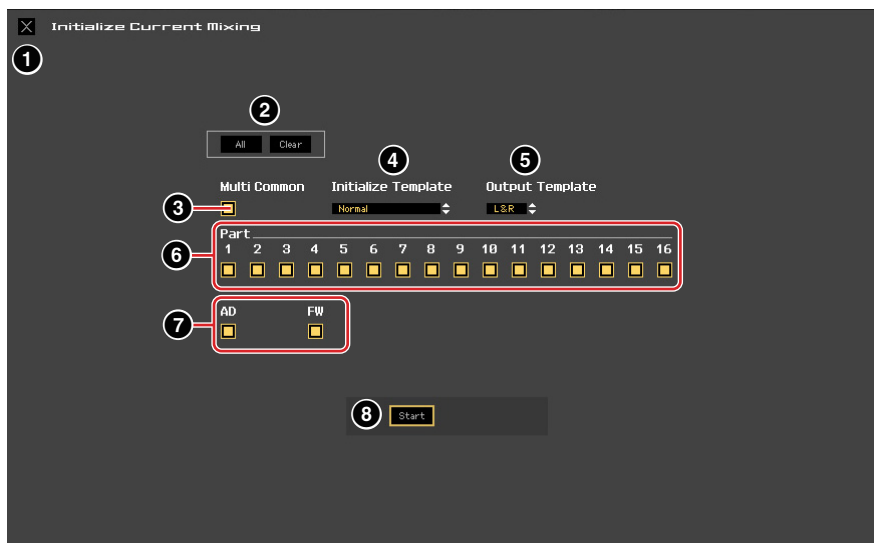 Initialize Current Mixing
1
2
All Clear
4 5
Multi Common Initialize Template Output Template
3 Normal L&R
Part
6 1 2 3 4 5 6 7 8 9 10 11 12 13 14 15 16
AD FW
7
8 Start